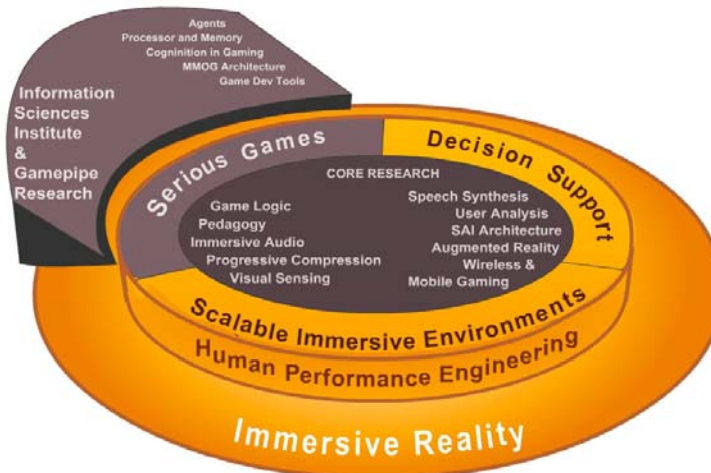 Agents
Processor and Memory
Cogninition in Gaming
MMOG Architecture
Game Dev Tools
Information
Sciences
Institute
&
Gamepipe
Research
Serious Games
Decision Support
CORE RESEARCH
Game Logic
Pedagogy
Immersive Audio
Progressive Compression
Visual Sensing
Speech Synthesis
User Analysis
SAI Architecture
Augmented Reality
Wireless &
Mobile Gaming
Scalable Immersive Environments
Human Performance Engineering
Immersive Reality